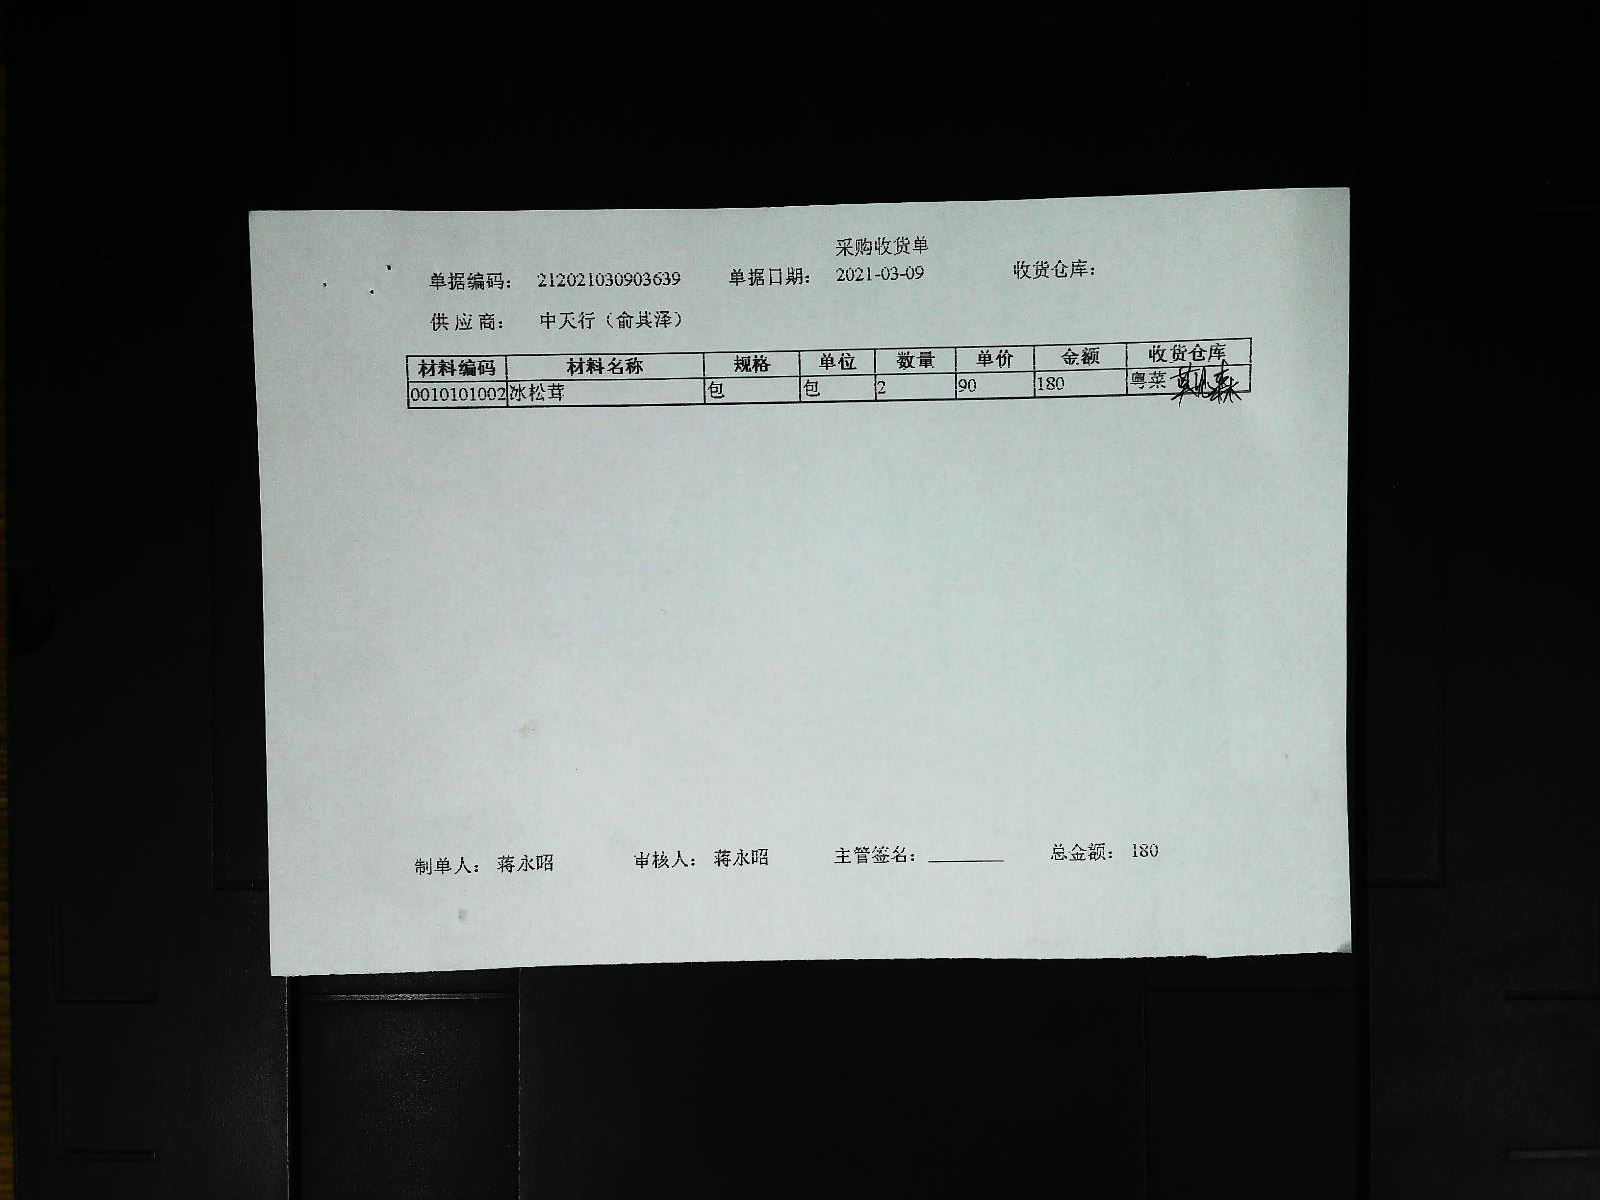 采购收货单
单据编码： 212021030903639 单据日期： 2021-03-09 收货仓库：
供 应 商： 中天行（俞其泽）
材料编码 材料名称 规格 单位 数量 单价 金额 收货仓库
0010101002 冰松茸 包 包 2 90 180 粤菜
制单人： 蒋永昭 审核人： 蒋永昭 主管签名： 总金额： 180